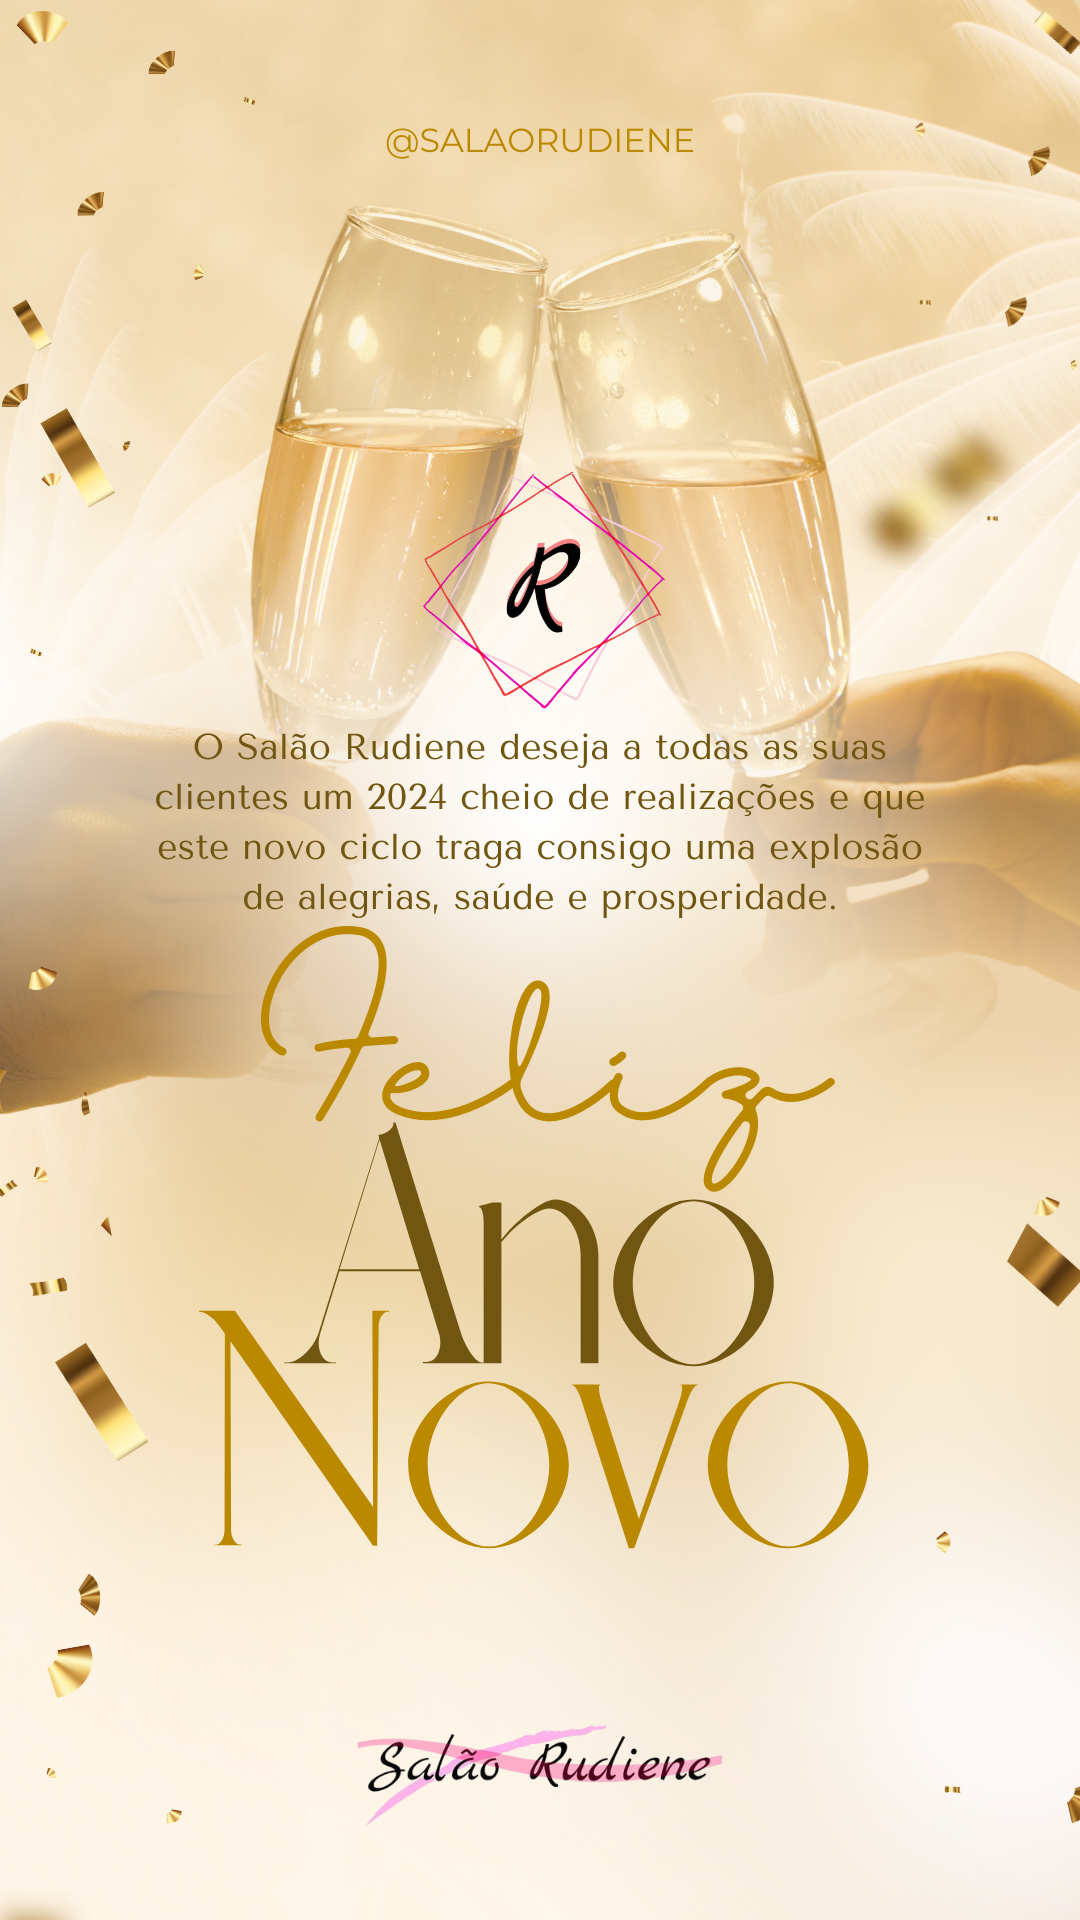 @SALAORUDIENE
R
O Salão Rudiene deseja a todas as suas
clientes um 2024 cheio de realizações e que
este novo ciclo traga consigo uma explosão
de alegrias, saúde e prosperidade.
Feliz
Ano
Novo
Salão Rudiene